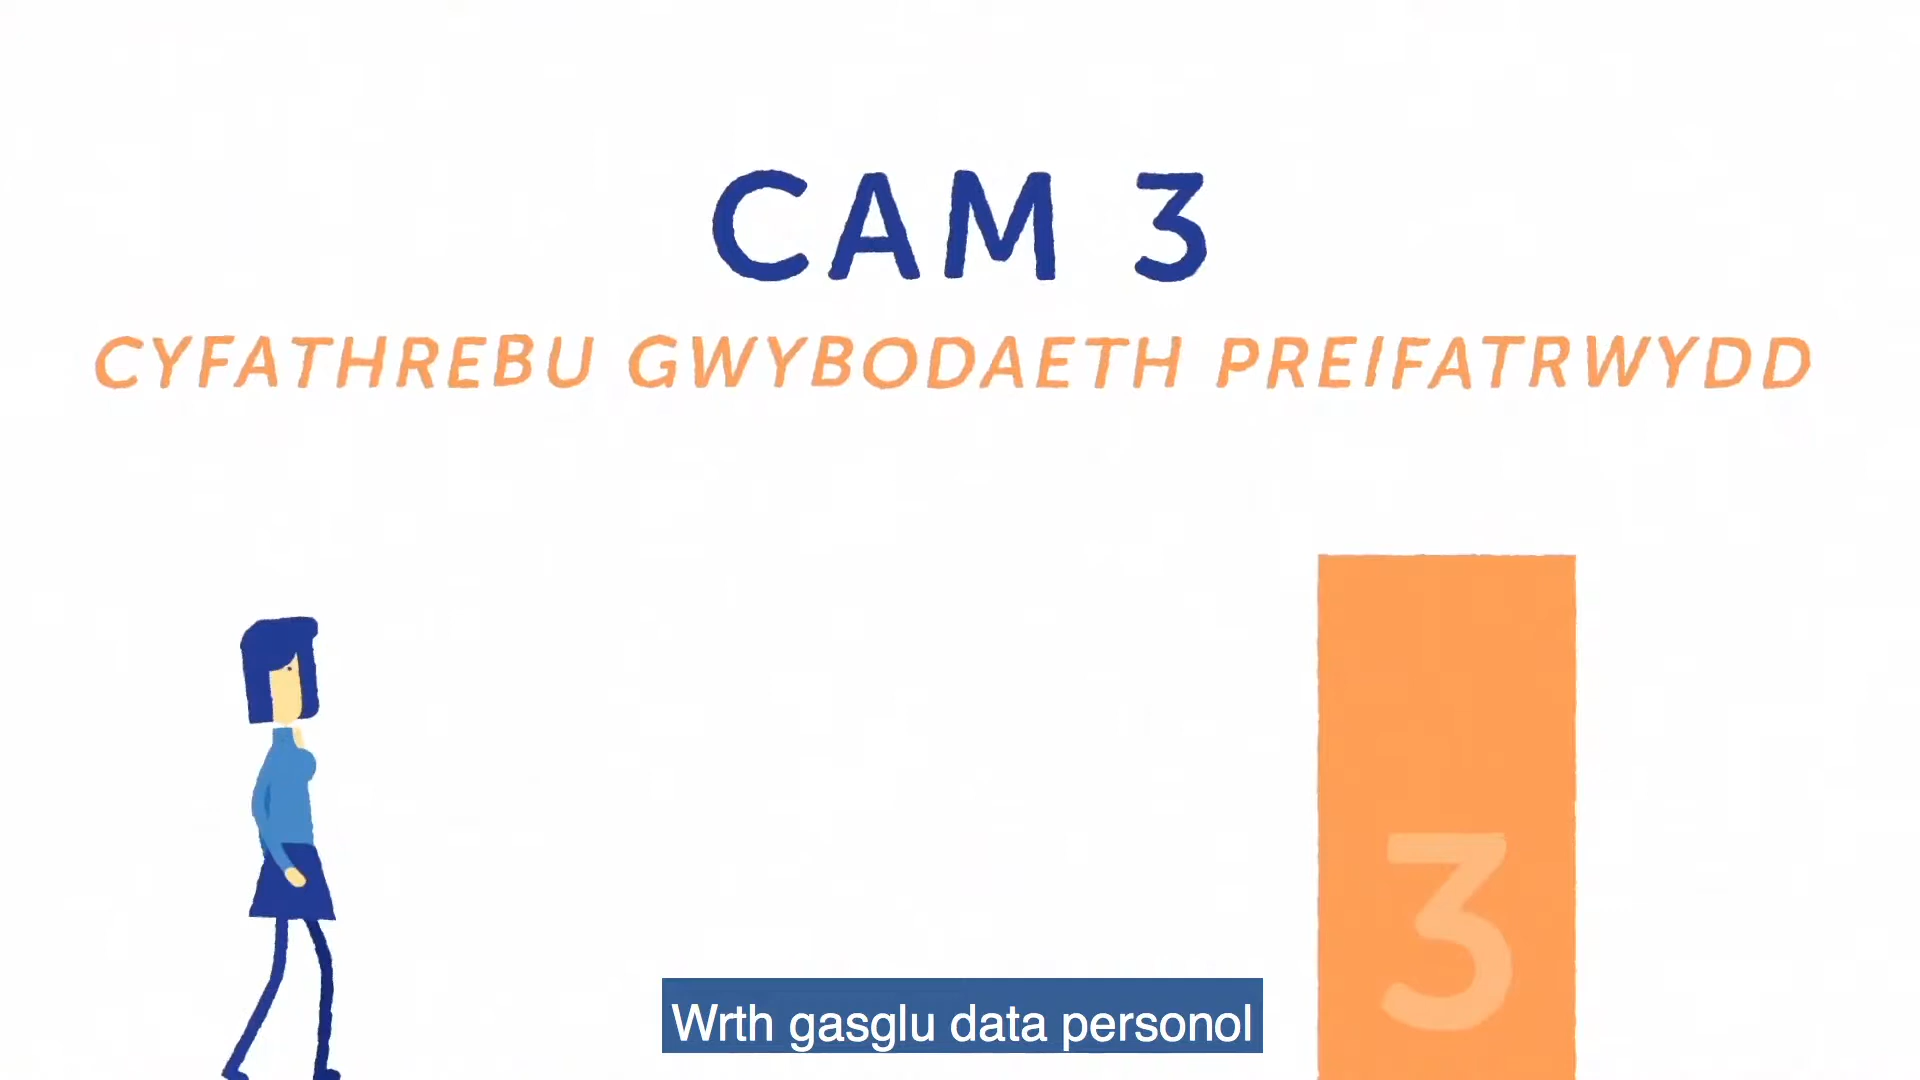 CAM 3
CYFATHREBU GWYBODAETH PREIFATRWYDD
3
Wrth gasglu data personol